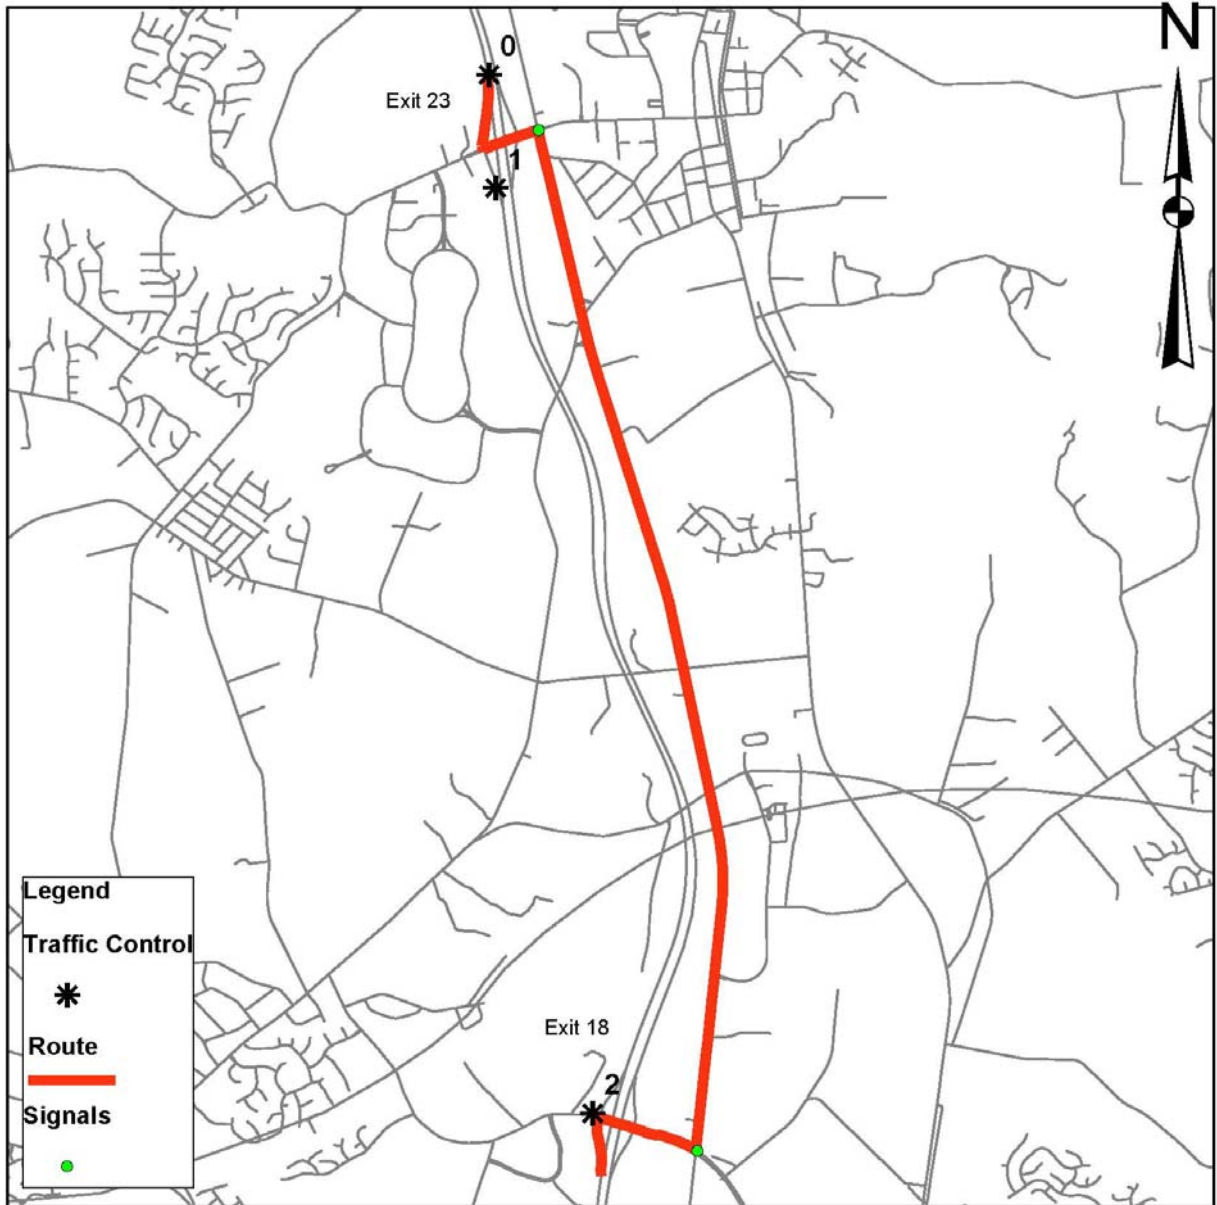 N
0
Exit 23
1
Exit 18
2
Legend
Traffic Control
Route
Signals